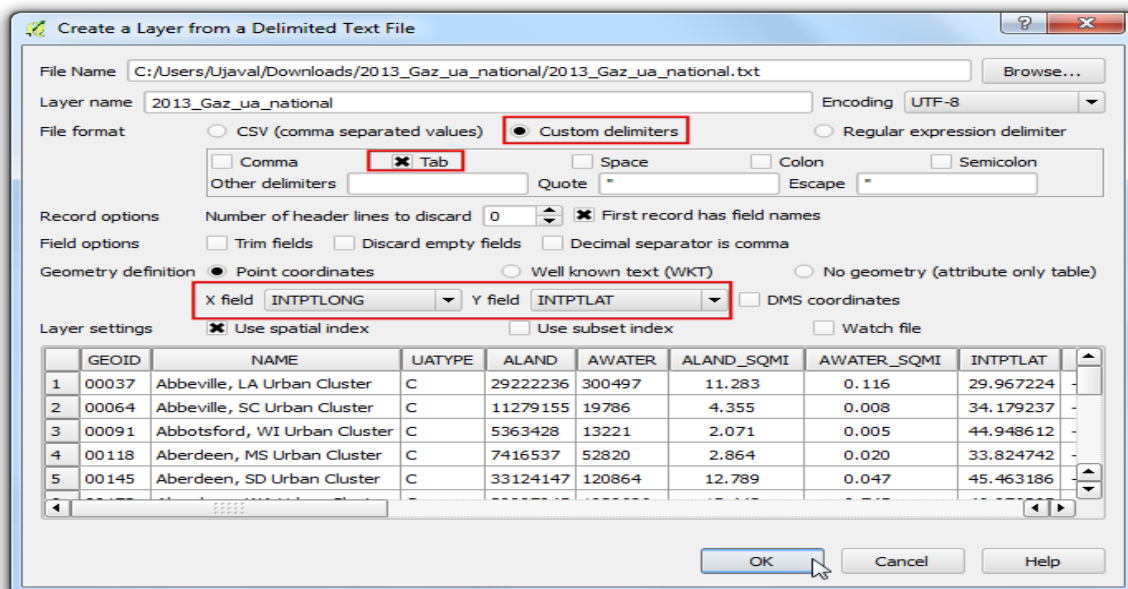 Create a Layer from a Delimited Text File
File Name C:/Users/Ujaval/Downloads/2013_Gaz_ua_national/2013_Gaz_ua_national.txt Browse...
Layer name 2013_Gaz_ua_national Encoding UTF-8
File format CSV (comma separated values) Custom delimiters Regular expression delimiter
Comma Tab Space Colon Semicolon
Other delimiters Quote " Escape "
Record options Number of header lines to discard 0 First record has field names
Field options Trim fields Discard empty fields Decimal separator is comma
Geometry definition Point coordinates Well known text (WKT) No geometry (attribute only table)
X field INTPTLONG Y field INTPTLAT DMS coordinates
Layer settings Use spatial index Use subset index Watch file
GEOID NAME UATYPE ALAND AWATER ALAND_SQMI AWATER_SQMI INTPTLAT
1 00037 Abbeville, LA Urban Cluster C 29222236 300497 11.283 0.116 29.967224 -
2 00064 Abbeville, SC Urban Cluster C 11279155 19786 4.355 0.008 34.179237 -
3 00091 Abbotsford, WI Urban Cluster C 5363428 13221 2.071 0.005 44.948612 -
4 00118 Aberdeen, MS Urban Cluster C 7416537 52820 2.864 0.020 33.824742 -
5 00145 Aberdeen, SD Urban Cluster C 33124147 120864 12.789 0.047 45.463186 -
OK Cancel Help